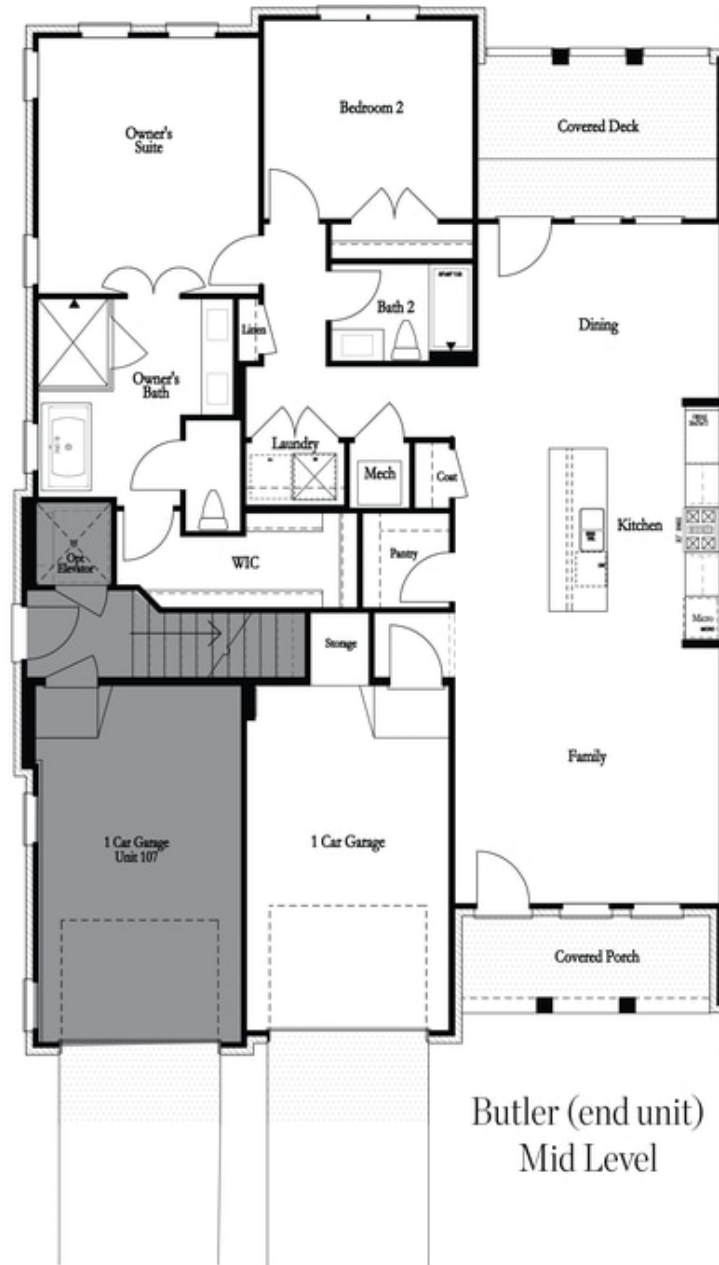 Owner's
Suite
Bedroom 2
Covered Deck
Linen
Bath 2
Dining
Owner's
Bath
Laundry
Mech
Coat
Kitchen
Opt
Elevator
WIC
Pantry
Micro
Storage
Family
1 Car Garage
Unit 107
1 Car Garage
Covered Porch
Butler (end unit)
Mid Level